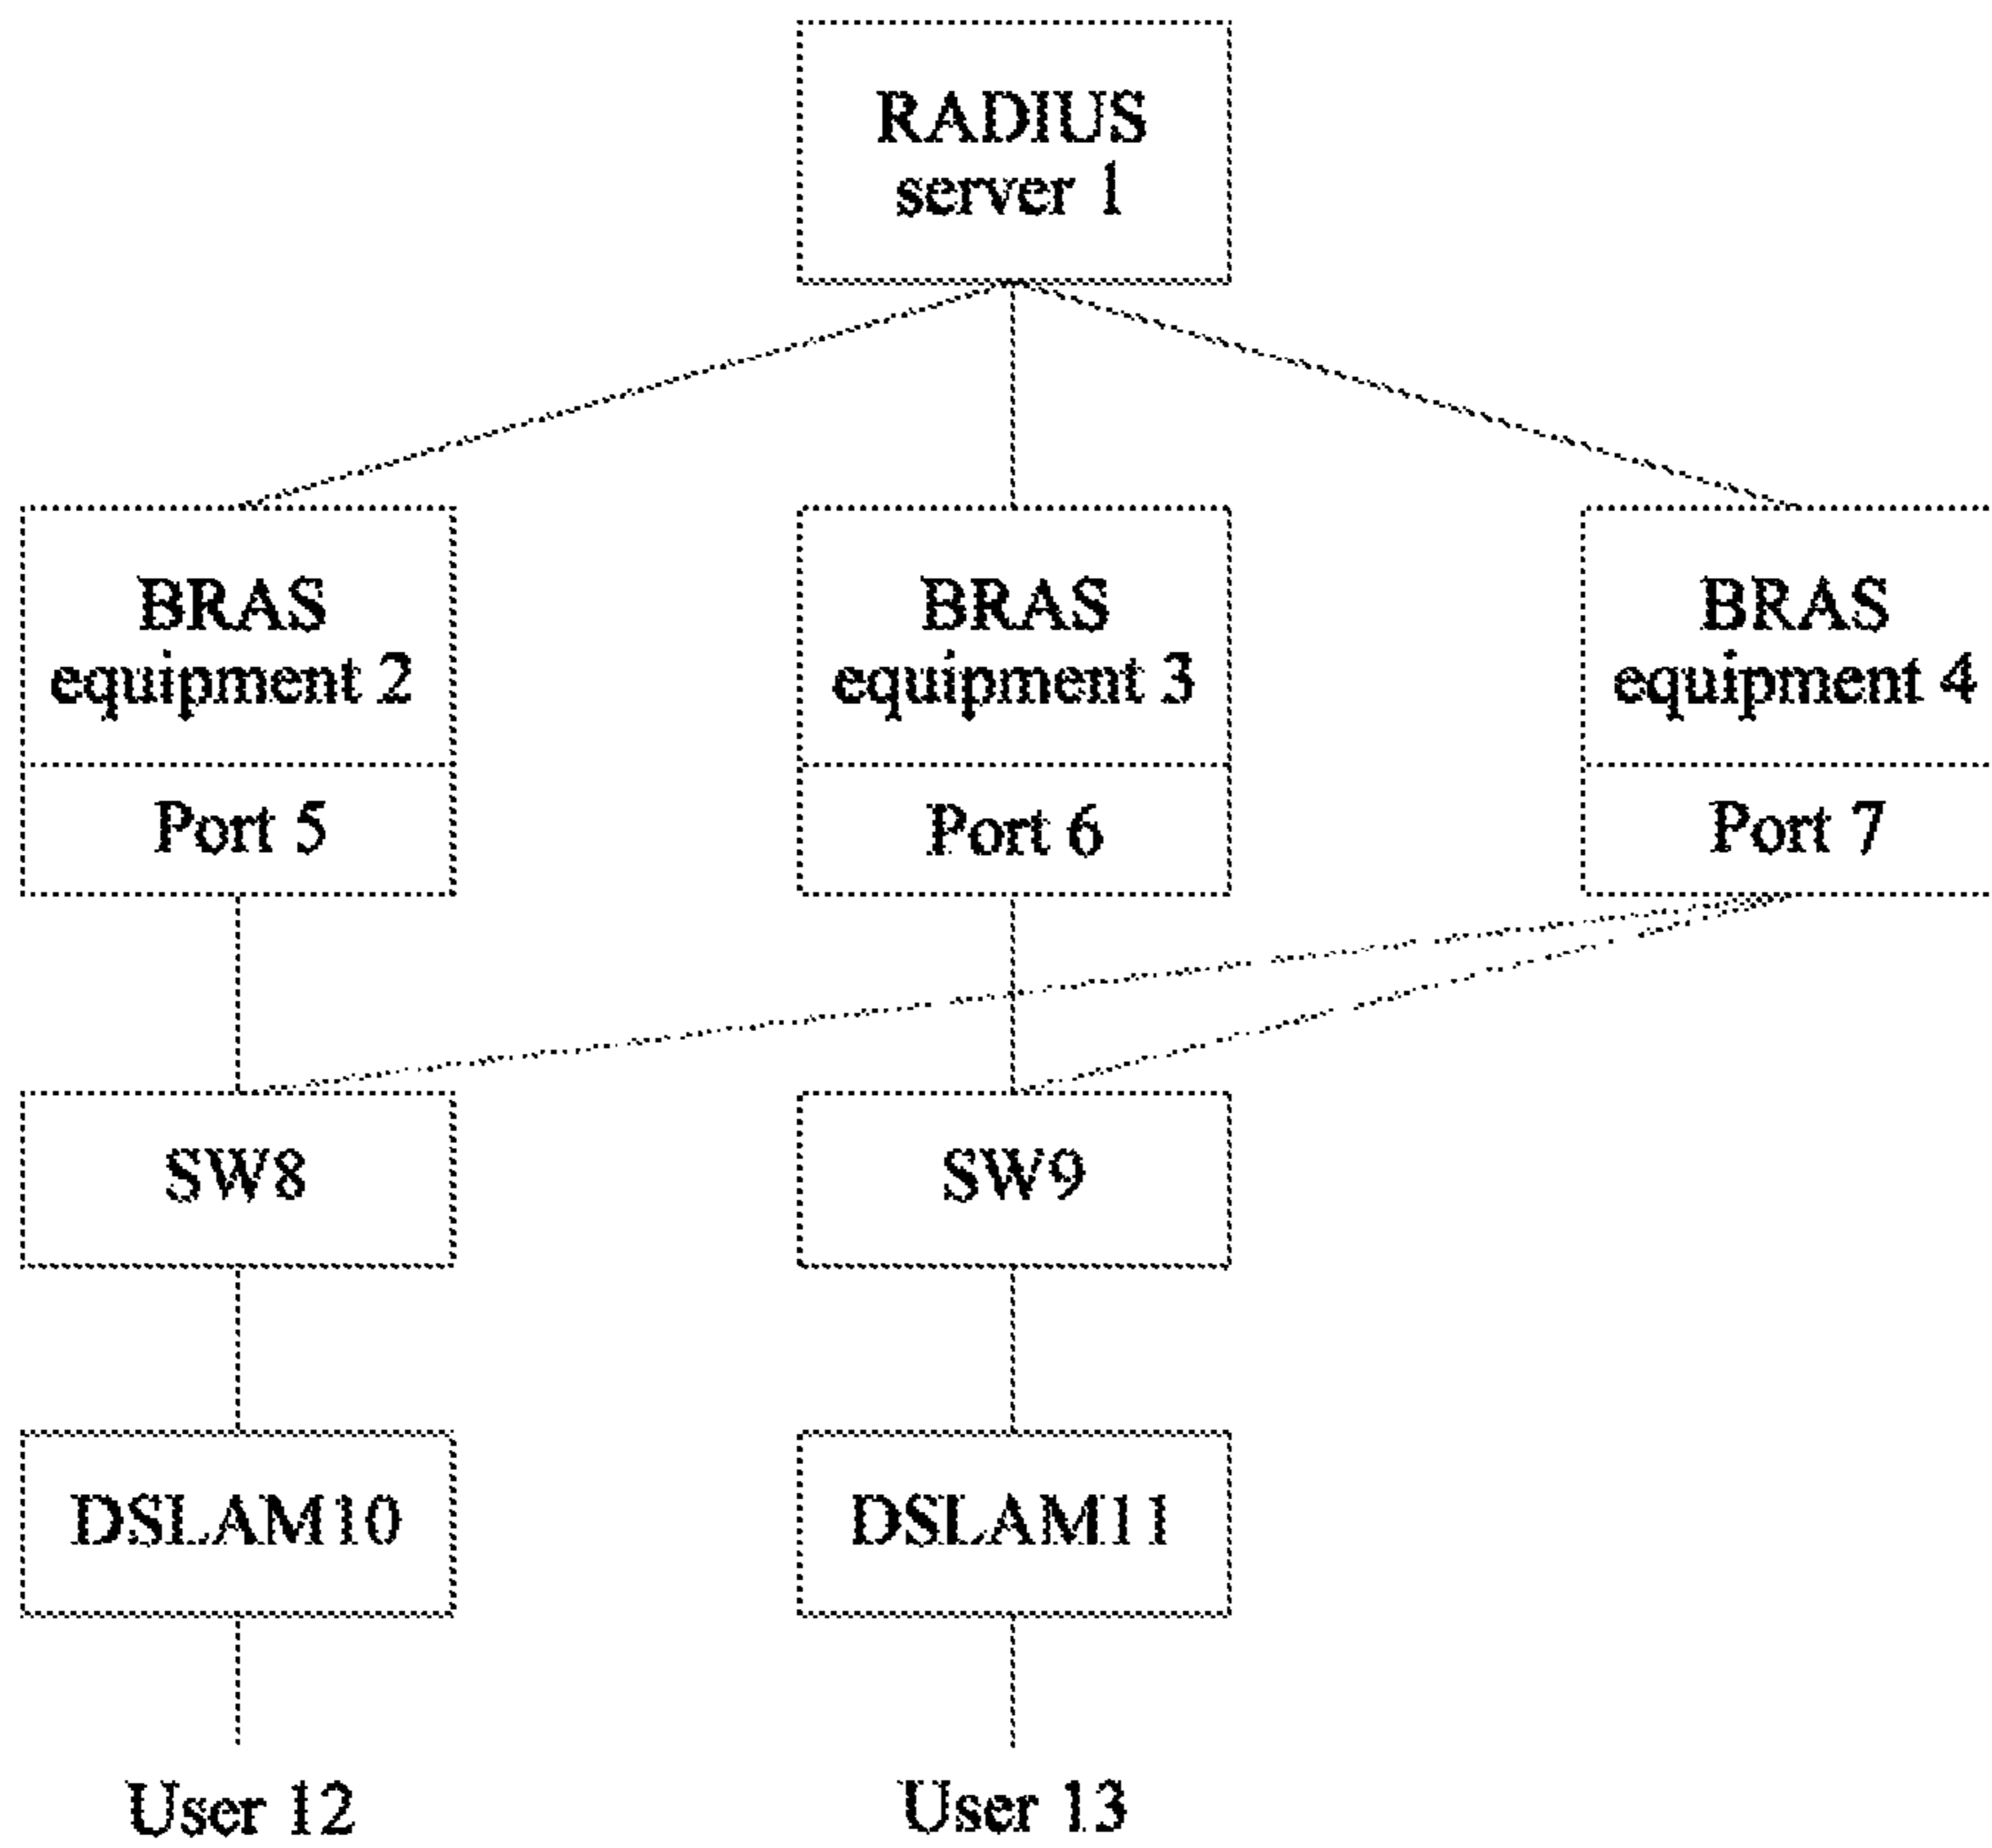 RADIUS
server 1
BRAS
equipment 2
BRAS
equipment 3
BRAS
equipment 4
Port 5
Port 6
Port 7
SW8
SW9
DSLAM10
DSLAM11
User 12
User 13